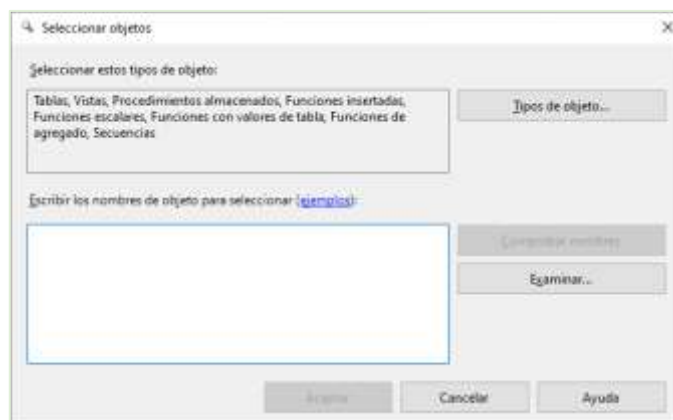 Seleccionar objetos
Seleccionar estos tipos de objeto:
Tablas, Vistas, Procedimientos almacenados, Funciones insertadas,
Funciones escalares, Funciones con valores de tabla, Funciones de
agregado, Secuencias
Tipos de objeto...
Escribir los nombres de objeto para seleccionar (ejemplos):
Comprobar nombres
Examinar...
Aceptar
Cancelar
Ayuda